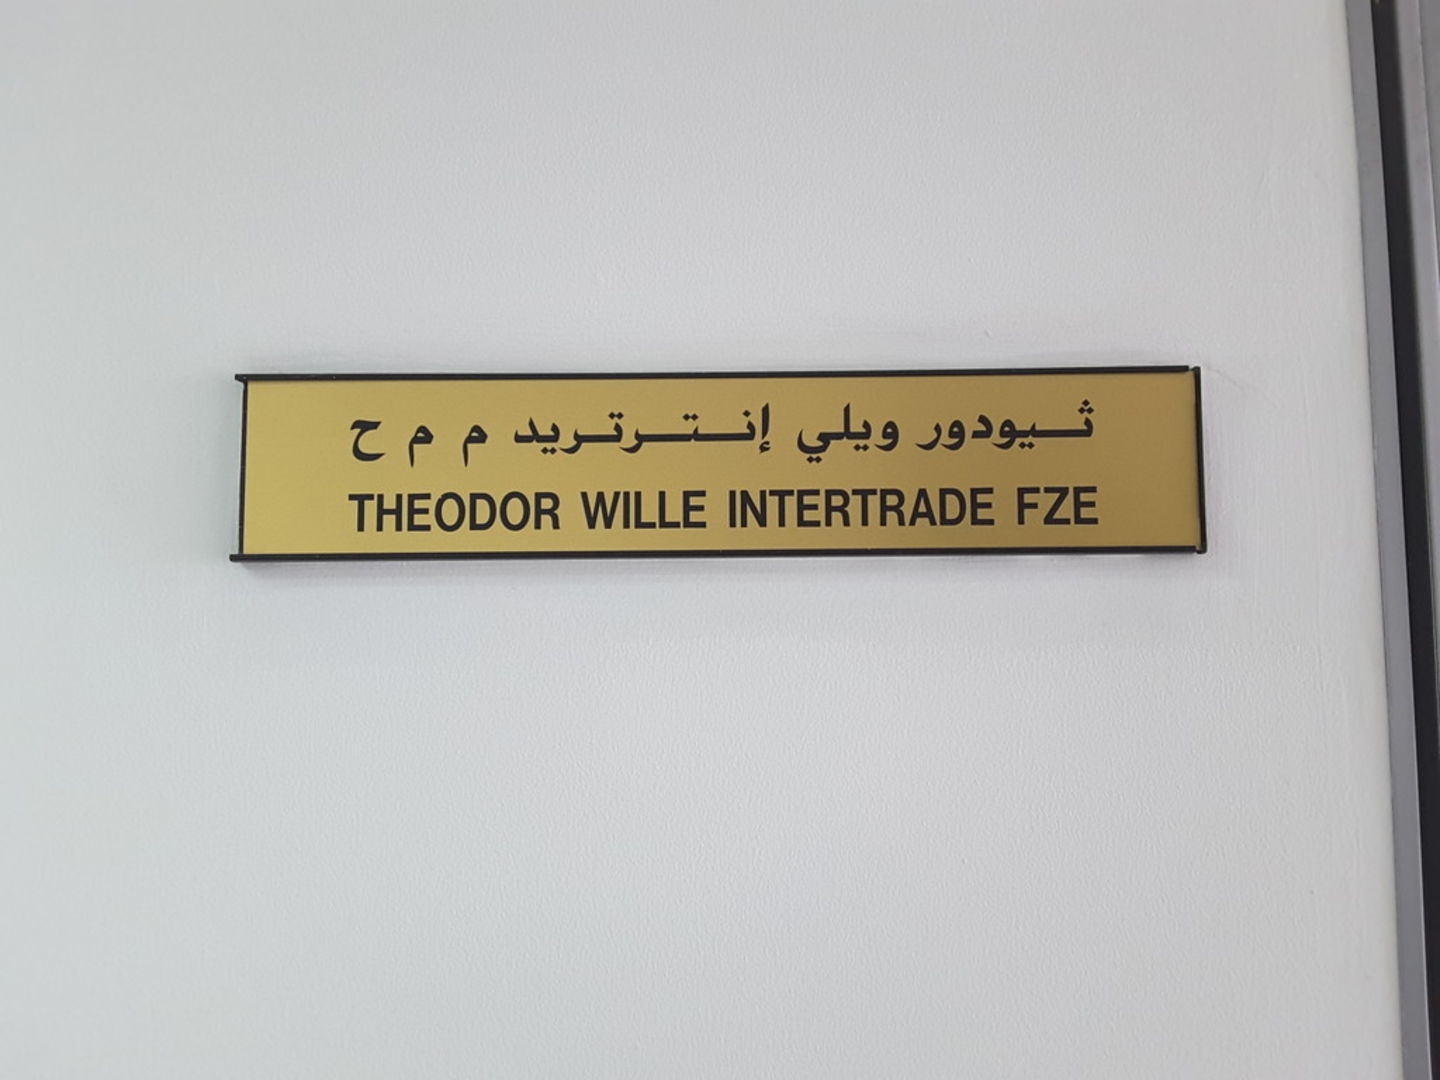 ثيودور ويلي إنترتريد م م ح
THEODOR WILLE INTERTRADE FZE